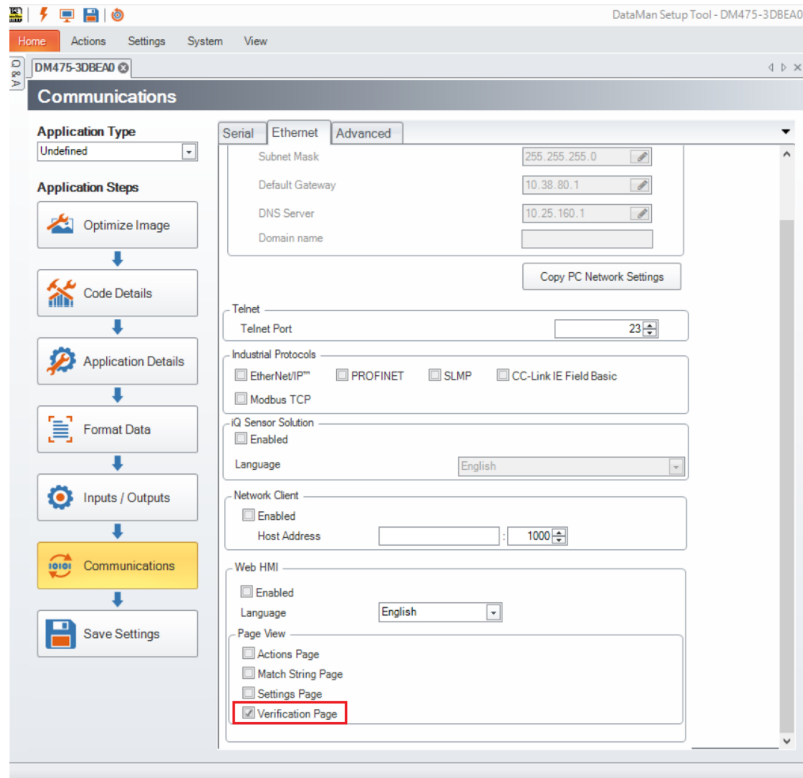 DataMan Setup Tool - DM475-3DBEA0
Home Actions Settings System View
Q & A
DM475-3DBEA0
Communications
Application Type
Undefined
Application Steps
Optimize Image
Code Details
Application Details
Format Data
Inputs / Outputs
Communications
Save Settings
Serial Ethernet Advanced
Subnet Mask 255.255.255.0
Default Gateway 10.38.80.1
DNS Server 10.25.160.1
Domain name
Copy PC Network Settings
Telnet
Telnet Port 23
Industrial Protocols
EtherNet/IP™ PROFINET SLMP CC-Link IE Field Basic
Modbus TCP
iQ Sensor Solution
Enabled
Language English
Network Client
Enabled
Host Address : 1000
Web HMI
Enabled
Language English
Page View
Actions Page
Match String Page
Settings Page
Verification Page